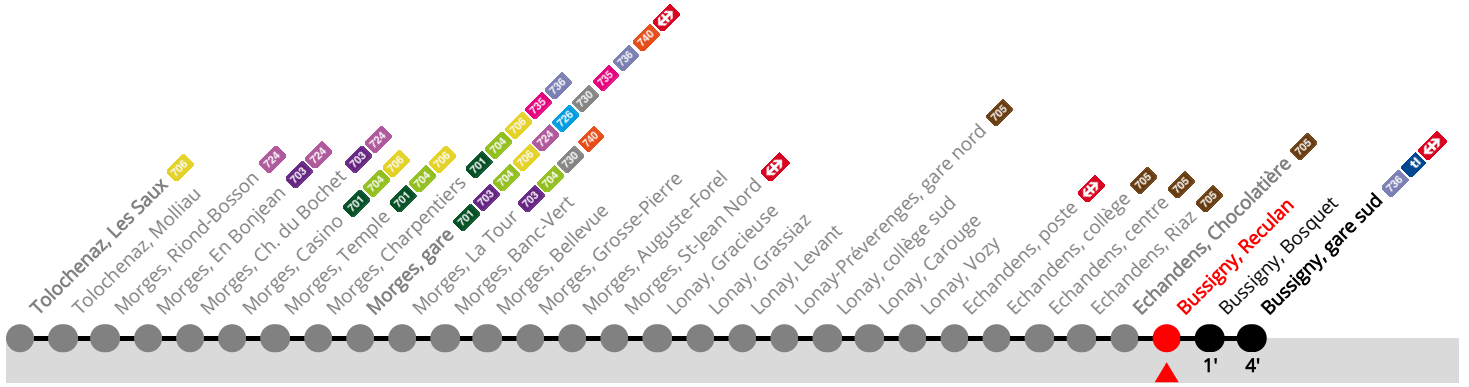 Tolochenaz, Les Saux 706
Tolochenaz, Molliau
Morges, Riond-Bosson 724
Morges, En Bonjean 703 724
Morges, Ch. du Bochet 703 724
Morges, Casino 701 704 706
Morges, Temple 701 704 706
Morges, Charpentiers 701 704 706 735 736
Morges, gare 701 703 704 706 724 726 730 735 736 740
Morges, La Tour 703 704 730 740
Morges, Banc-Vert
Morges, Bellevue
Morges, Grosse-Pierre
Morges, Auguste-Forel
Morges, St-Jean Nord
Lonay, Gracieuse
Lonay, Grassiaz
Lonay, Levant
Lonay-Préverenges, gare nord 705
Lonay, collège sud
Lonay, Carouge
Lonay, Vozy
Echandens, poste
Echandens, collège 705
Echandens, centre 705
Echandens, Riaz 705
Echandens, Chocolatière 705
Bussigny, Reculan
Bussigny, Bosquet
Bussigny, gare sud 736 tl
1' 4'